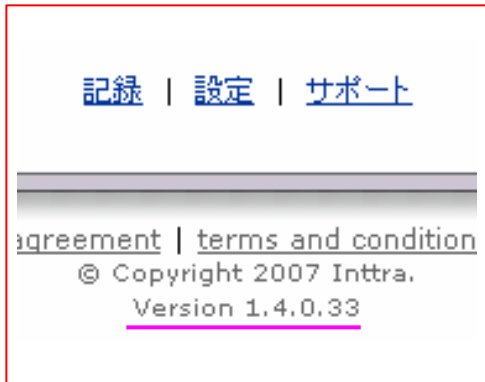 記録 | 設定 | サポート
agreement | terms and condition
© Copyright 2007 Inttra.
Version 1.4.0.33